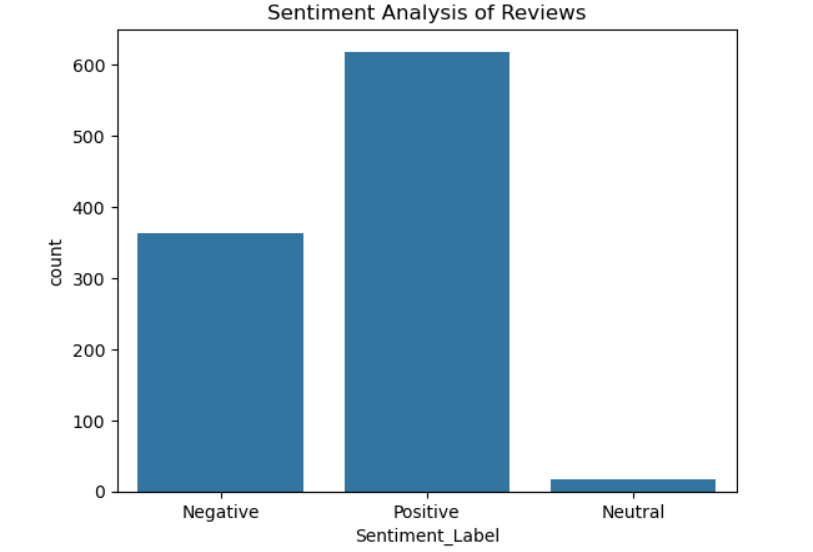 Sentiment Analysis of Reviews
600
500
400
300
200
100
0
count
Negative Positive Neutral
Sentiment_Label